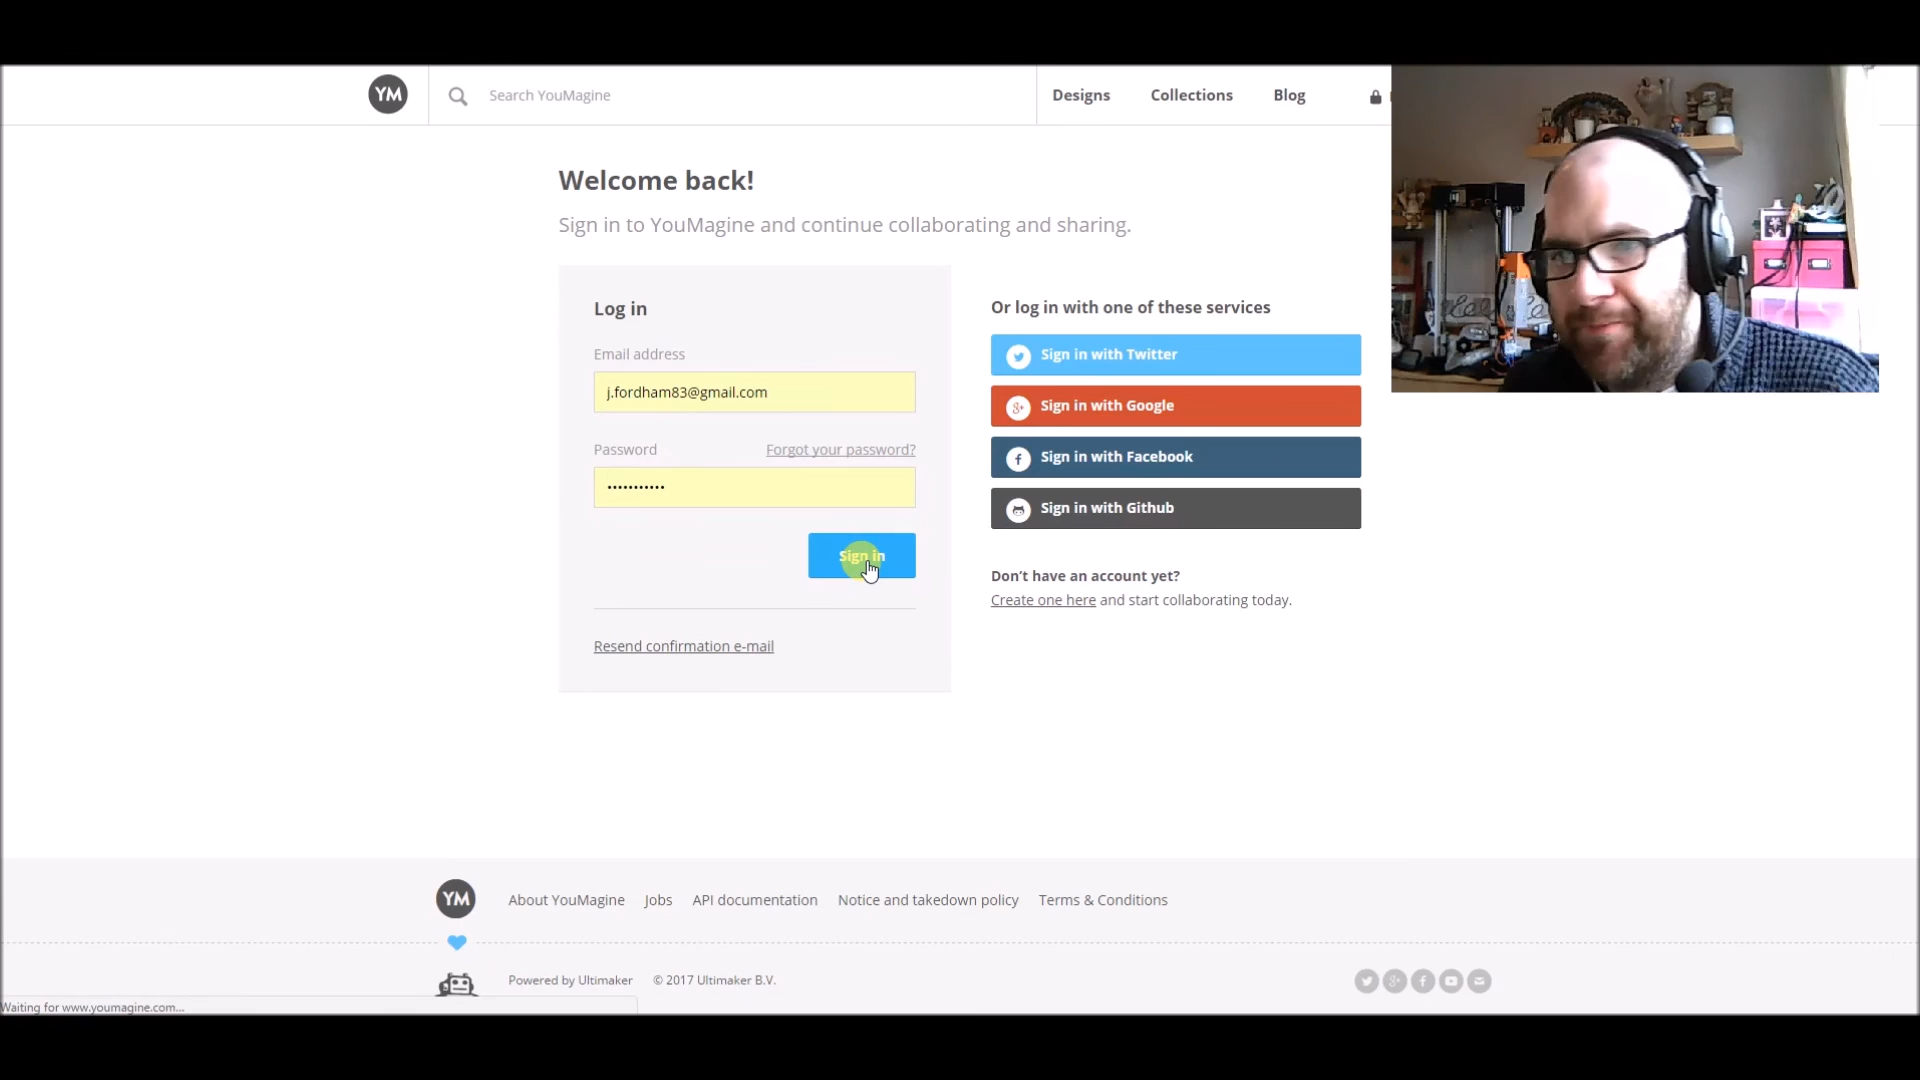 YM
Search YouMagine
Designs
Collections
Blog
Welcome back!
Sign in to YouMagine and continue collaborating and sharing.
Log in
Email address
j.fordham83@gmail.com
Password
Forgot your password?
•••••••••••
Sign in
Resend confirmation e-mail
Or log in with one of these services
Sign in with Twitter
Sign in with Google
Sign in with Facebook
Sign in with Github
Don't have an account yet?
Create one here and start collaborating today.
YM
About YouMagine
Jobs
API documentation
Notice and takedown policy
Terms & Conditions
Powered by Ultimaker
© 2017 Ultimaker B.V.
Waiting for www.youmagine.com...